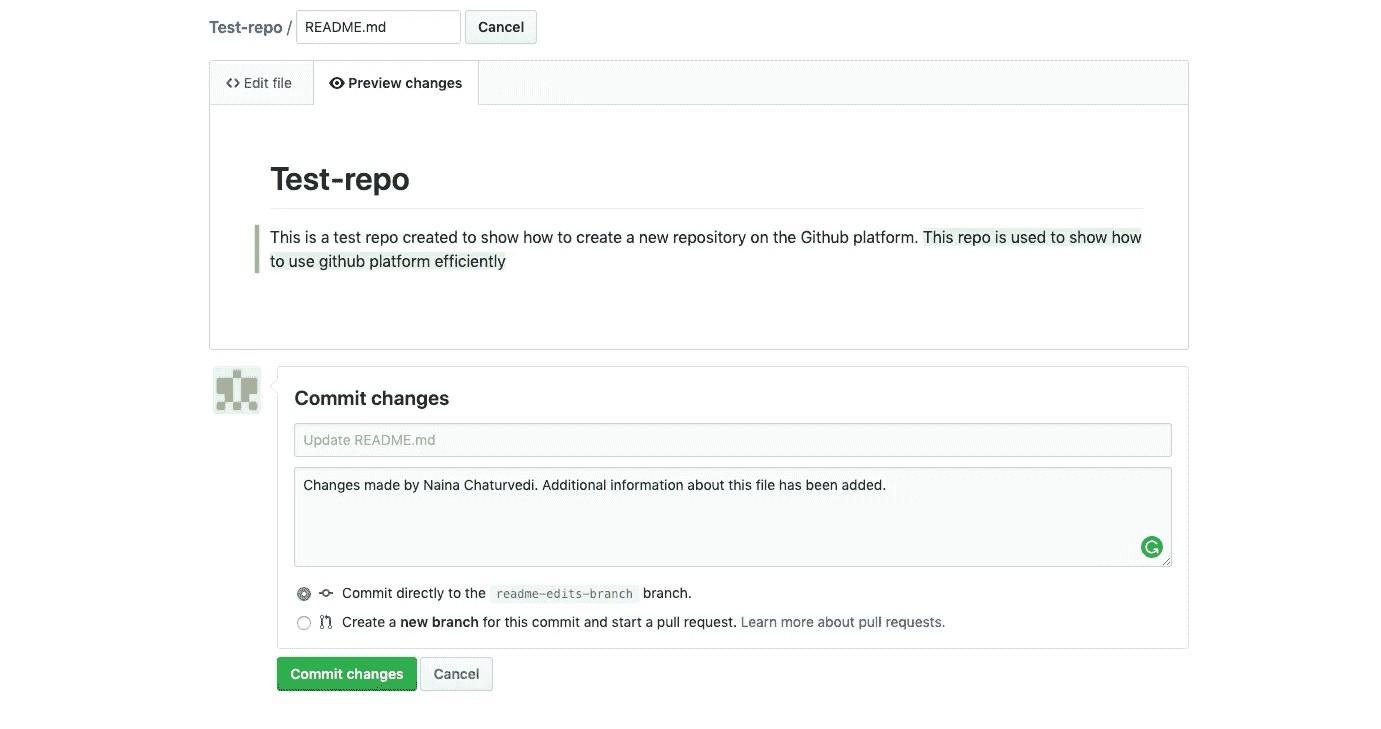 Test-repo / README.md Cancel
Edit file Preview changes
Test-repo
This is a test repo created to show how to create a new repository on the Github platform. This repo is used to show how
to use github platform efficiently
Commit changes
Update README.md
Changes made by Naina Chaturvedi. Additional information about this file has been added.
Commit directly to the readme-edits-branch branch.
Create a new branch for this commit and start a pull request. Learn more about pull requests.
Commit changes Cancel